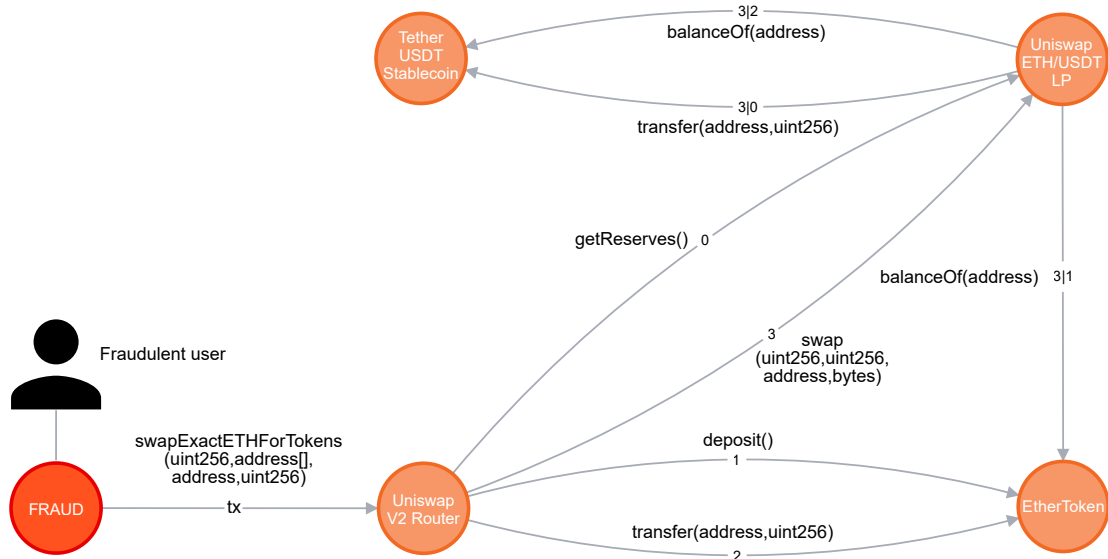 Tether
USDT
Stablecoin
3|2
balanceOf(address)
Uniswap
ETH/USDT
LP
3|0
transfer(address,uint256)
getReserves() 0
balanceOf(address) 3|1
3
swap
(uint256,uint256,
address,bytes)
Fraudulent user
swapExactETHForTokens
(uint256,address[],
address,uint256)
tx
FRAUD
Uniswap
V2 Router
deposit()
1
EtherToken
transfer(address,uint256)
2